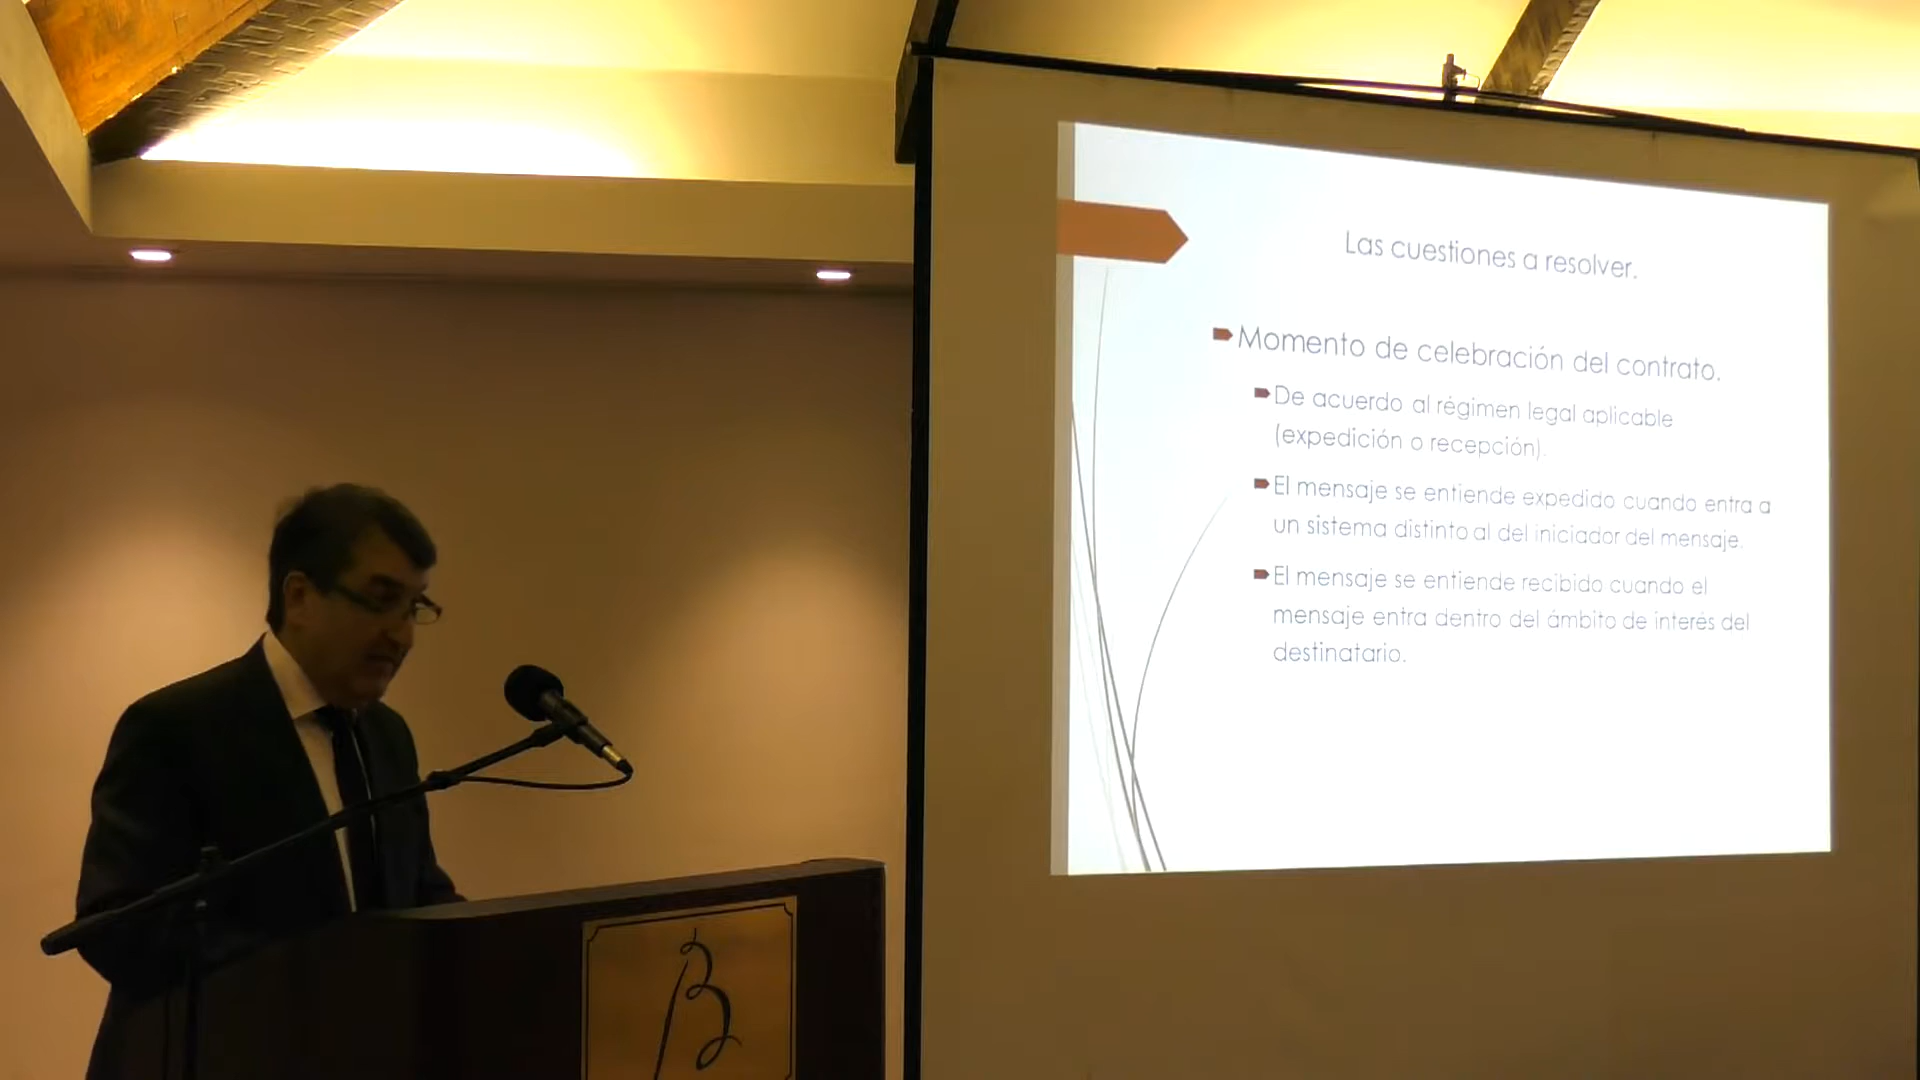 Las cuestiones a resolver.
Momento de celebración del contrato.
De acuerdo al régimen legal aplicable
(expedición o recepción).
El mensaje se entiende expedido cuando entra a
un sistema distinto al del iniciador del mensaje.
El mensaje se entiende recibido cuando el
mensaje entra dentro del ámbito de interés del
destinatario.
B